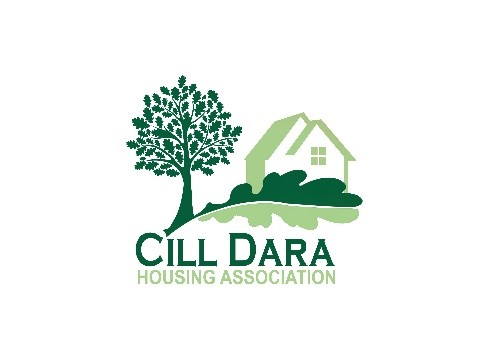 CILL DARA
HOUSING ASSOCIATION